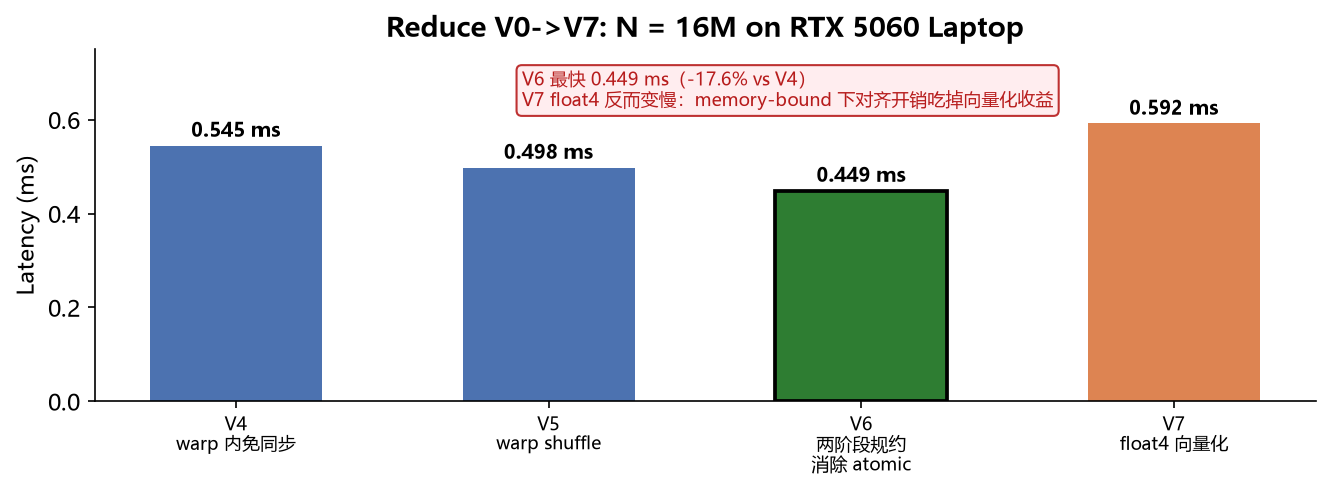 Reduce V0->V7: N = 16M on RTX 5060 Laptop
V6 最快 0.449 ms（-17.6% vs V4）
V7 float4 反而变慢：memory-bound 下对齐开销吃掉向量化收益
Latency (ms)
0.6
0.4
0.2
0.0
0.545 ms
0.498 ms
0.449 ms
0.592 ms
V4
warp 内免同步
V5
warp shuffle
V6
两阶段规约
消除 atomic
V7
float4 向量化